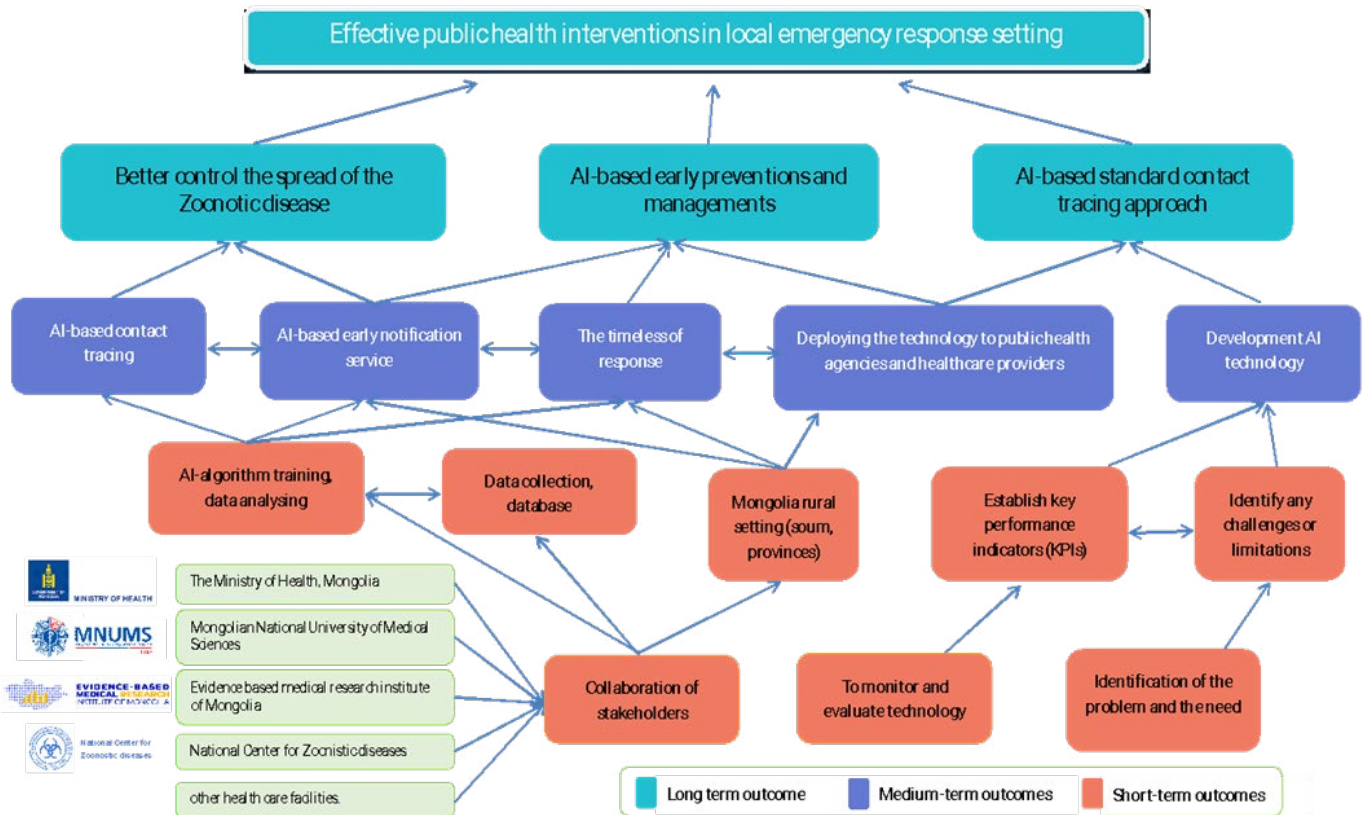 Effective public health interventions in local emergency response setting
Better control the spread of the
Zoonotic disease
AI-based early preventions and
managements
AI-based standard contact
tracing approach
AI-based contact
tracing
AI-based early notification
service
The timeless of
response
Deploying the technology to public health
agencies and healthcare providers
Development AI
technology
AI-algorithm training,
data analysing
Data collection,
database
Mongolia rural
setting (soum,
provinces)
Establish key
performance
indicators (KPIs)
Identify any
challenges or
limitations
MINISTRY OF HEALTH
The Ministry of Health, Mongolia
MNUMS
Mongolian National University of Medical
Sciences
EVIDENCE-BASED
MEDICAL RESEARCH
INSTITUTE OF MONGOLIA
Evidence based medical research institute
of Mongolia
National Center for
Zoonostic diseases
National Center for Zoonistic diseases
other health care facilities.
Collaboration of
stakeholders
To monitor and
evaluate technology
Identification of the
problem and the need
Long term outcome
Medium-term outcomes
Short-term outcomes